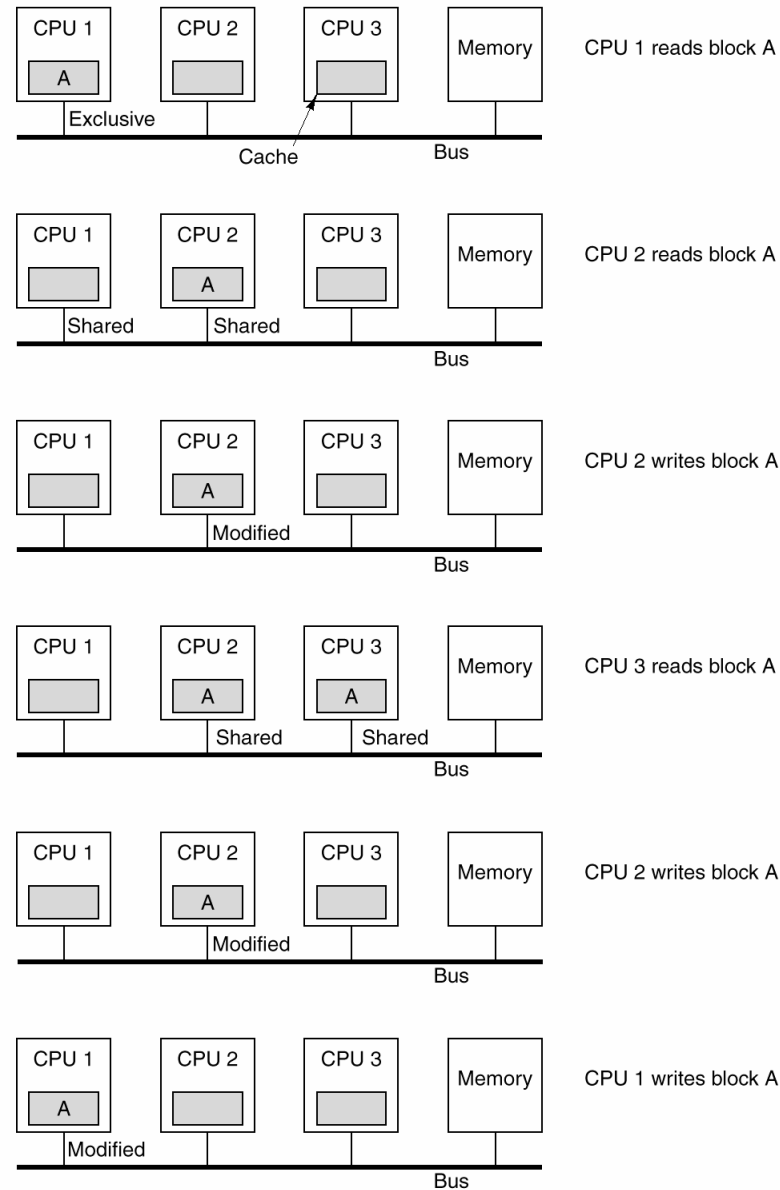 CPU 1 CPU 2 CPU 3 Memory CPU 1 reads block A
A
Exclusive
Cache Bus
CPU 1 CPU 2 CPU 3 Memory CPU 2 reads block A
A
Shared Shared
Bus
CPU 1 CPU 2 CPU 3 Memory CPU 2 writes block A
A
Modified
Bus
CPU 1 CPU 2 CPU 3 Memory CPU 3 reads block A
A A
Shared Shared
Bus
CPU 1 CPU 2 CPU 3 Memory CPU 2 writes block A
A
Modified
Bus
CPU 1 CPU 2 CPU 3 Memory CPU 1 writes block A
A
Modified
Bus